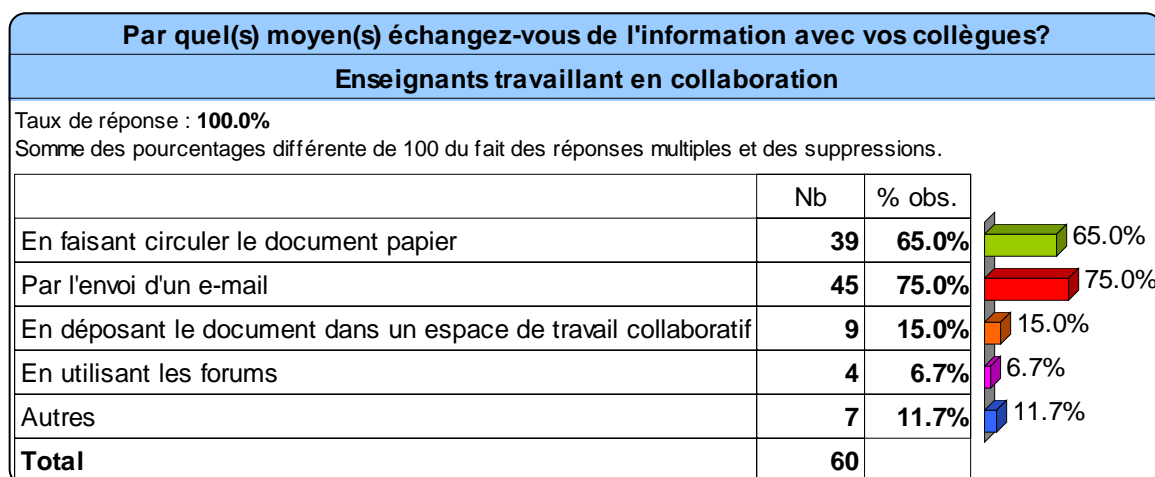 Par quel(s) moyen(s) échangez-vous de l'information avec vos collègues?
Enseignants travaillant en collaboration
Taux de réponse : 100.0%
Somme des pourcentages différente de 100 du fait des réponses multiples et des suppressions.
Nb % obs.
En faisant circuler le document papier 39 65.0% 65.0%
Par l'envoi d'un e-mail 45 75.0% 75.0%
En déposant le document dans un espace de travail collaboratif 9 15.0% 15.0%
En utilisant les forums 4 6.7% 6.7%
Autres 7 11.7% 11.7%
Total 60